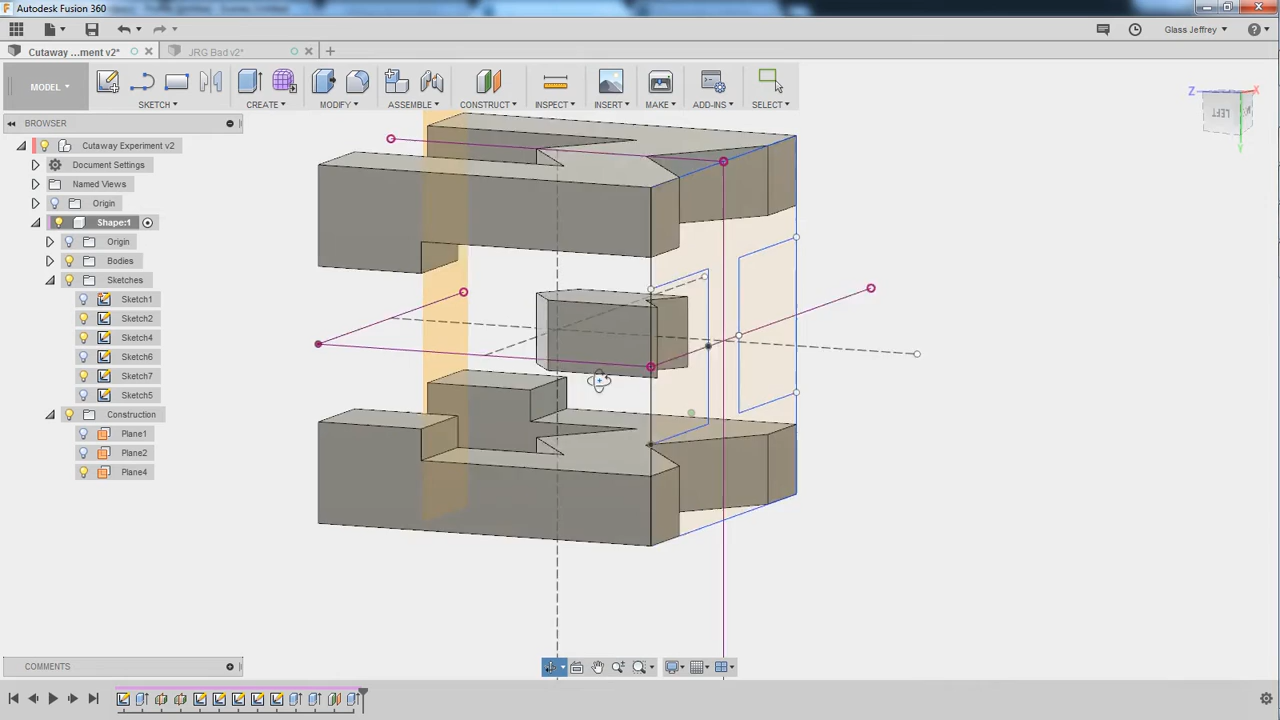 Autodesk Fusion 360
Glass Jeffrey
Cutaway ...ment v2*
JRG Bad v2*
MODEL
SKETCH
CREATE
MODIFY
ASSEMBLE
CONSTRUCT
INSPECT
INSERT
MAKE
ADD-INS
SELECT
BROWSER
Cutaway Experiment v2
Document Settings
Named Views
Origin
Shape:1
Origin
Bodies
Sketches
Sketch1
Sketch2
Sketch4
Sketch6
Sketch7
Sketch5
Construction
Plane1
Plane2
Plane4
Z
X
LEFT
Y
COMMENTS